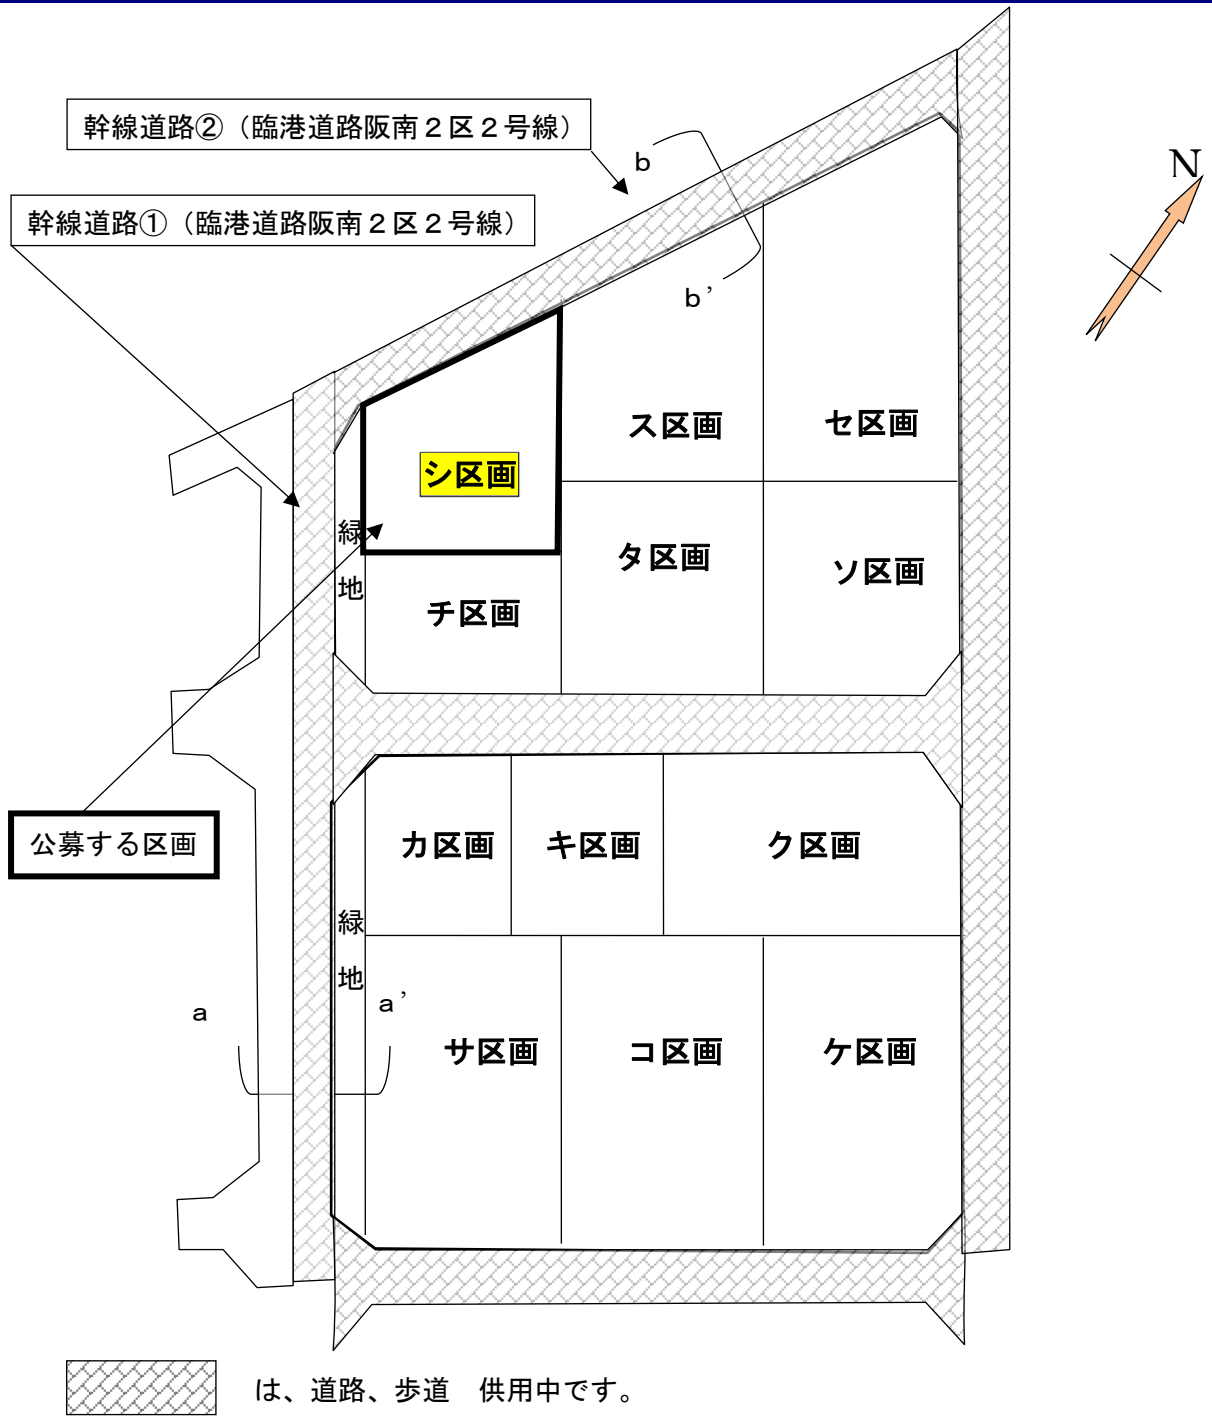 幹線道路②（臨港道路阪南２区２号線）
幹線道路①（臨港道路阪南２区２号線）
N
b
b’
ス区画
セ区画
シ区画
緑地
タ区画
ソ区画
チ区画
公募する区画
カ区画
キ区画
ク区画
緑地
a
a’
サ区画
コ区画
ケ区画
は、道路、歩道　供用中です。